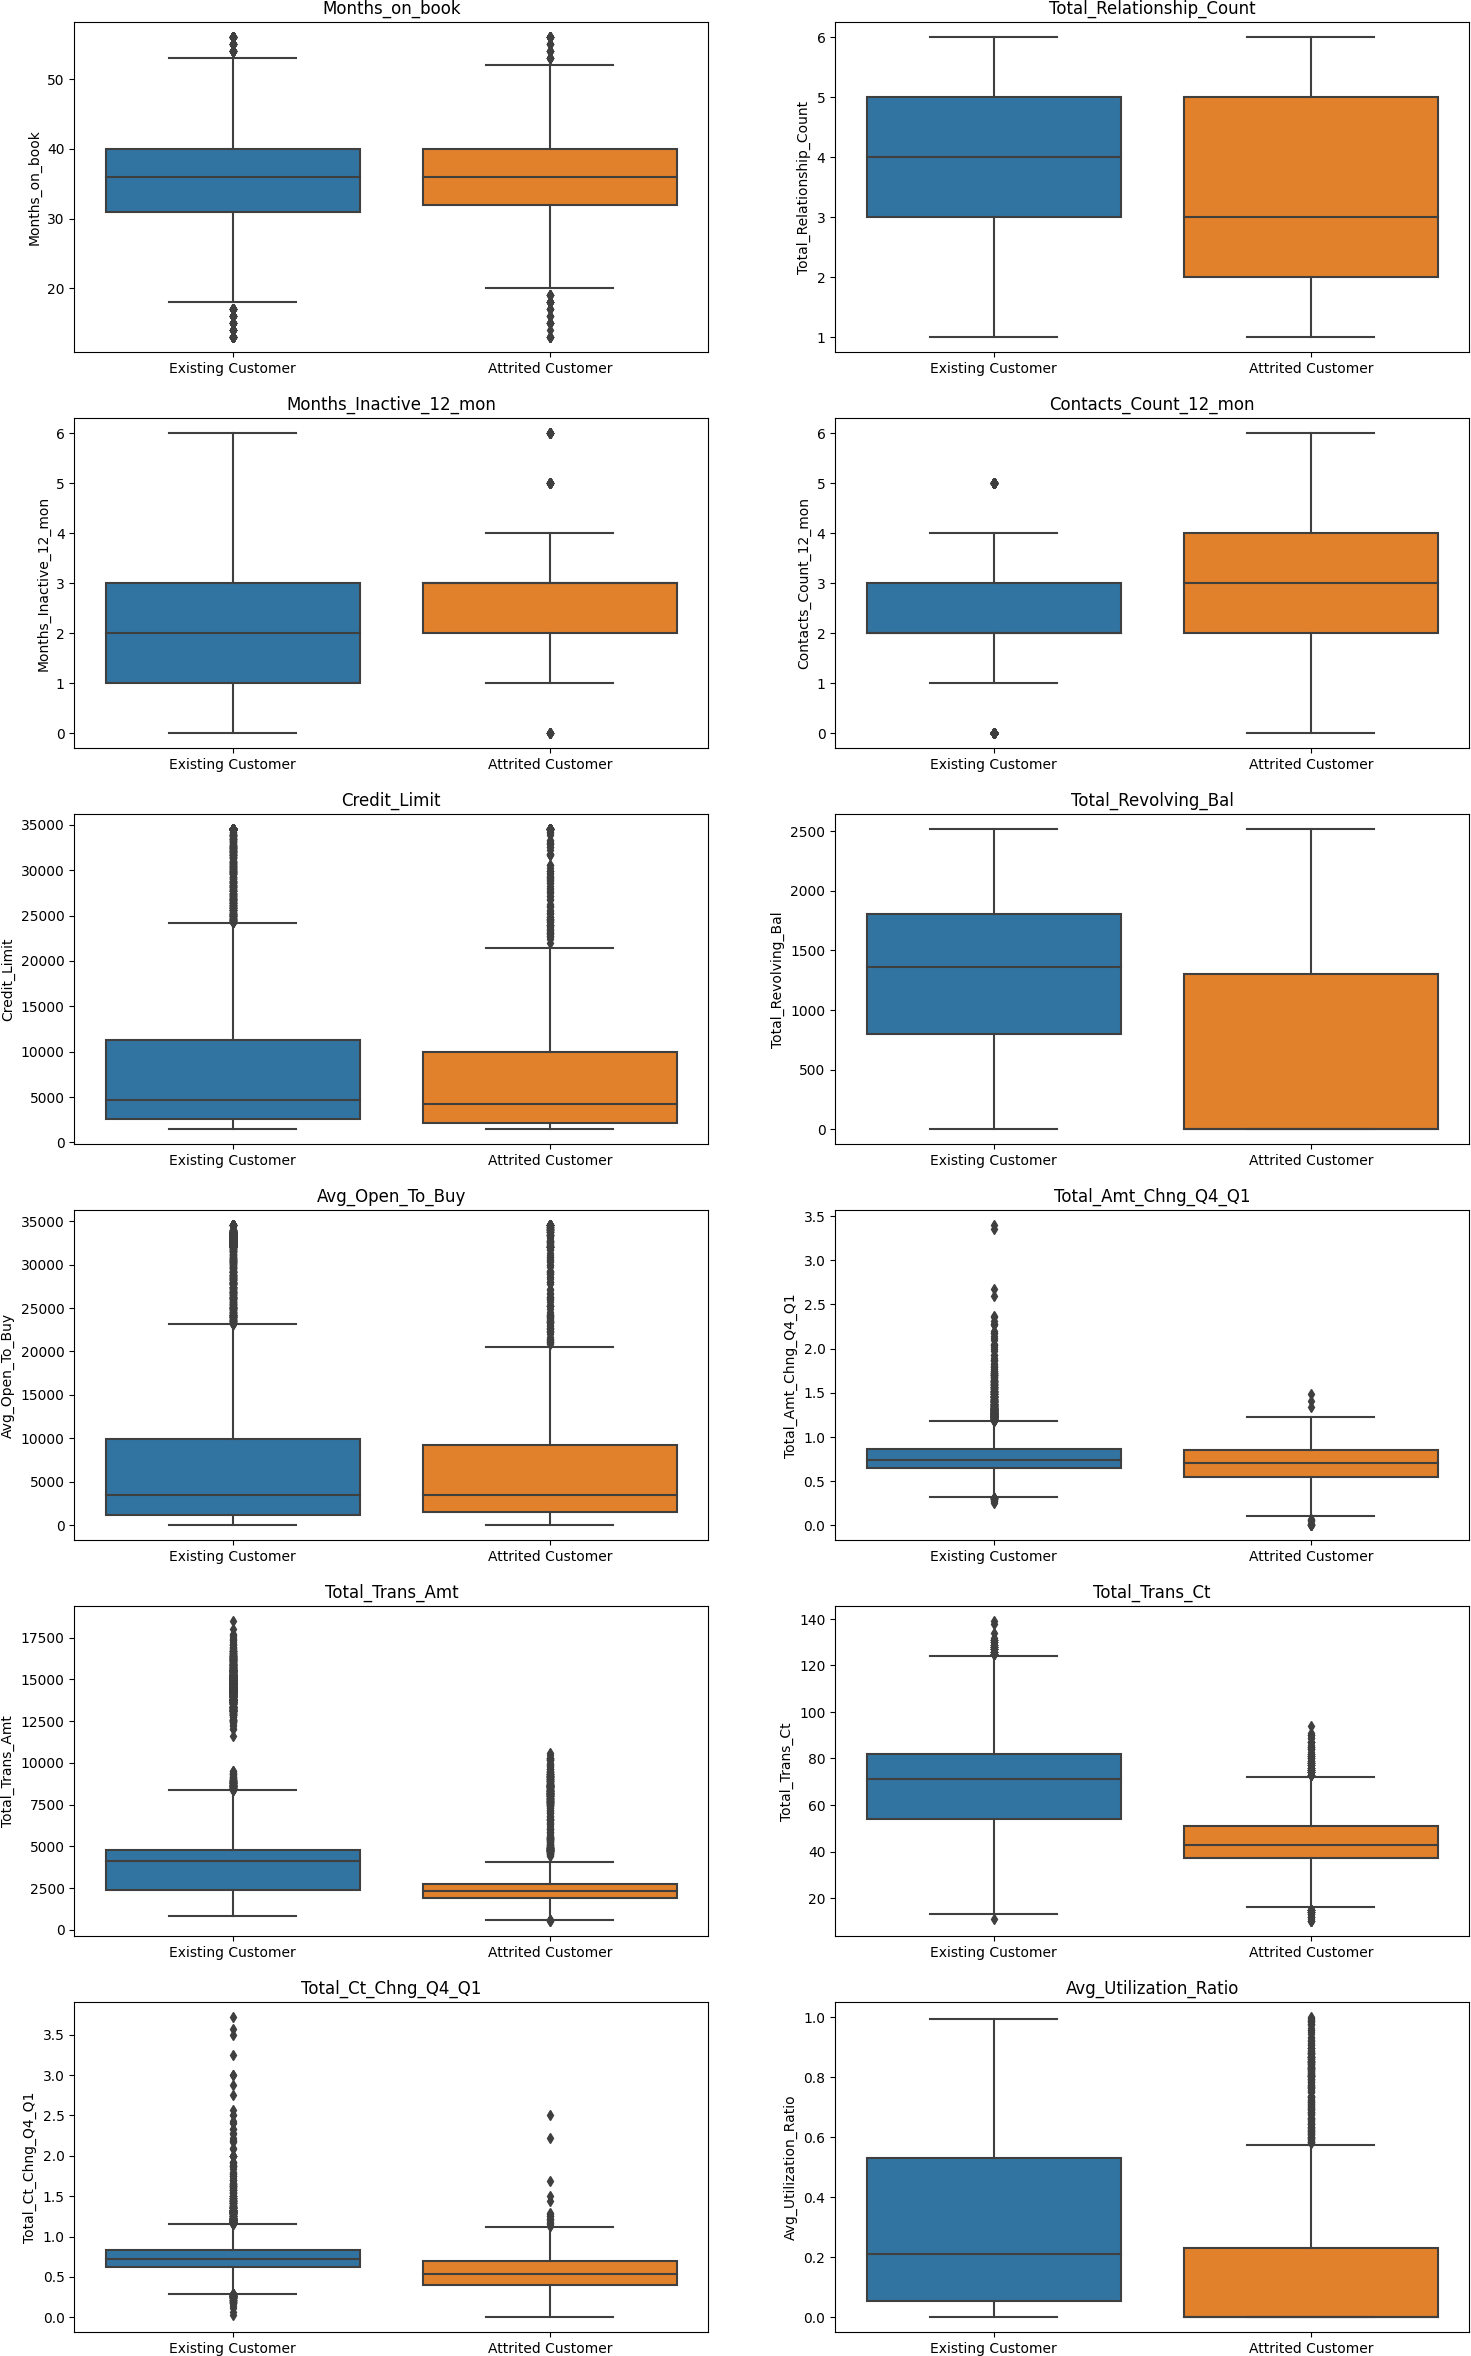 Months_on_book
Months_on_book
50
40
30
20
Existing Customer
Attrited Customer
Total_Relationship_Count
Total_Relationship_Count
6
5
4
3
2
1
Existing Customer
Attrited Customer
Months_Inactive_12_mon
Months_Inactive_12_mon
6
5
4
3
2
1
0
Existing Customer
Attrited Customer
Contacts_Count_12_mon
Contacts_Count_12_mon
6
5
4
3
2
1
0
Existing Customer
Attrited Customer
Credit_Limit
Credit_Limit
35000
30000
25000
20000
15000
10000
5000
0
Existing Customer
Attrited Customer
Total_Revolving_Bal
Total_Revolving_Bal
2500
2000
1500
1000
500
0
Existing Customer
Attrited Customer
Avg_Open_To_Buy
Avg_Open_To_Buy
35000
30000
25000
20000
15000
10000
5000
0
Existing Customer
Attrited Customer
Total_Amt_Chng_Q4_Q1
Total_Amt_Chng_Q4_Q1
3.5
3.0
2.5
2.0
1.5
1.0
0.5
0.0
Existing Customer
Attrited Customer
Total_Trans_Amt
Total_Trans_Amt
17500
15000
12500
10000
7500
5000
2500
0
Existing Customer
Attrited Customer
Total_Trans_Ct
Total_Trans_Ct
140
120
100
80
60
40
20
Existing Customer
Attrited Customer
Total_Ct_Chng_Q4_Q1
Total_Ct_Chng_Q4_Q1
3.5
3.0
2.5
2.0
1.5
1.0
0.5
0.0
Existing Customer
Attrited Customer
Avg_Utilization_Ratio
Avg_Utilization_Ratio
1.0
0.8
0.6
0.4
0.2
0.0
Existing Customer
Attrited Customer